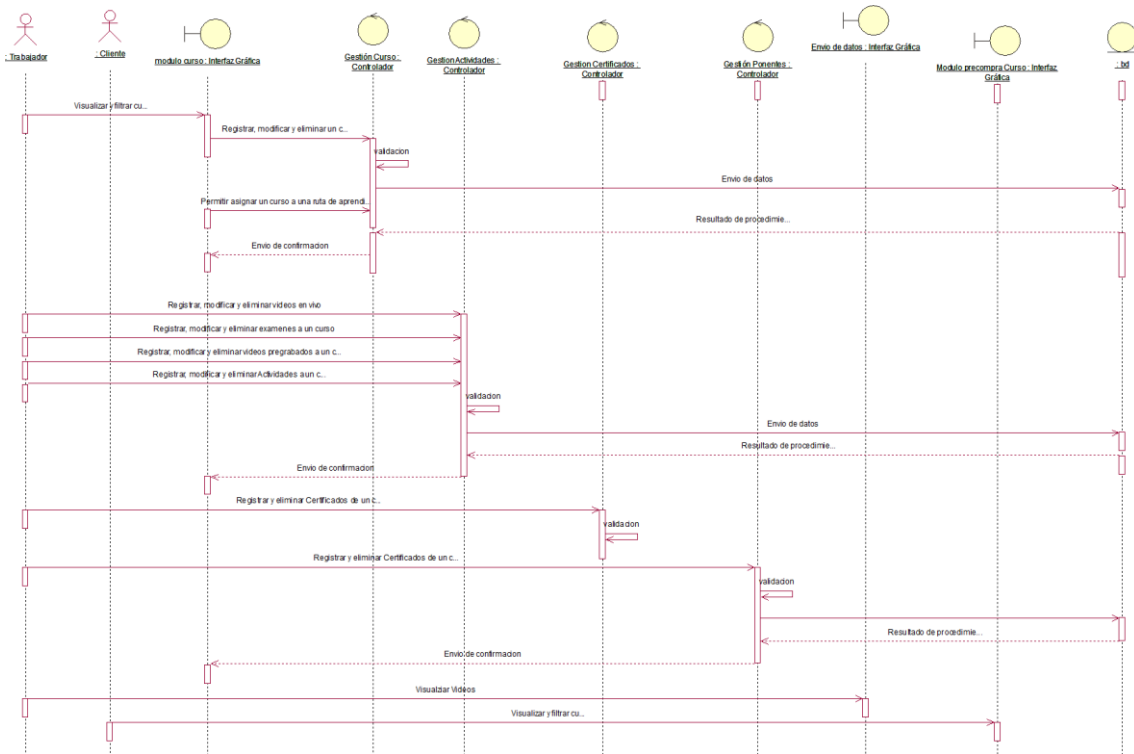 : Trabajador
: Cliente
modulo curso : Interfaz Gráfica
Gestión Curso :
Controlador
Gestion Actividades :
Controlador
Gestion Certificados :
Controlador
Gestión Ponentes :
Controlador
Envio de datos : Interfaz Gráfica
Modulo precompra Curso : Interfaz
Gráfica
: bd
Visualizar y filtrar cu...
Registrar, modificar y eliminar un c...
validacion
Envio de datos
Permitir asignar un curso a una ruta de aprendi...
Resultado de procedimie...
Envio de confirmacion
Registrar, modificar y eliminar videos en vivo
Registrar, modificar y eliminar examenes a un curso
Registrar, modificar y eliminar videos pregrabados a un c...
Registrar, modificar y eliminar Actividades a un c...
validacion
Envio de datos
Resultado de procedimie...
Envio de confirmacion
Registrar y eliminar Certificados de un c...
validacion
Registrar y eliminar Certificados de un c...
validacion
Resultado de procedimie...
Envio de confirmacion
Visualziar Videos
Visualizar y filtrar cu...